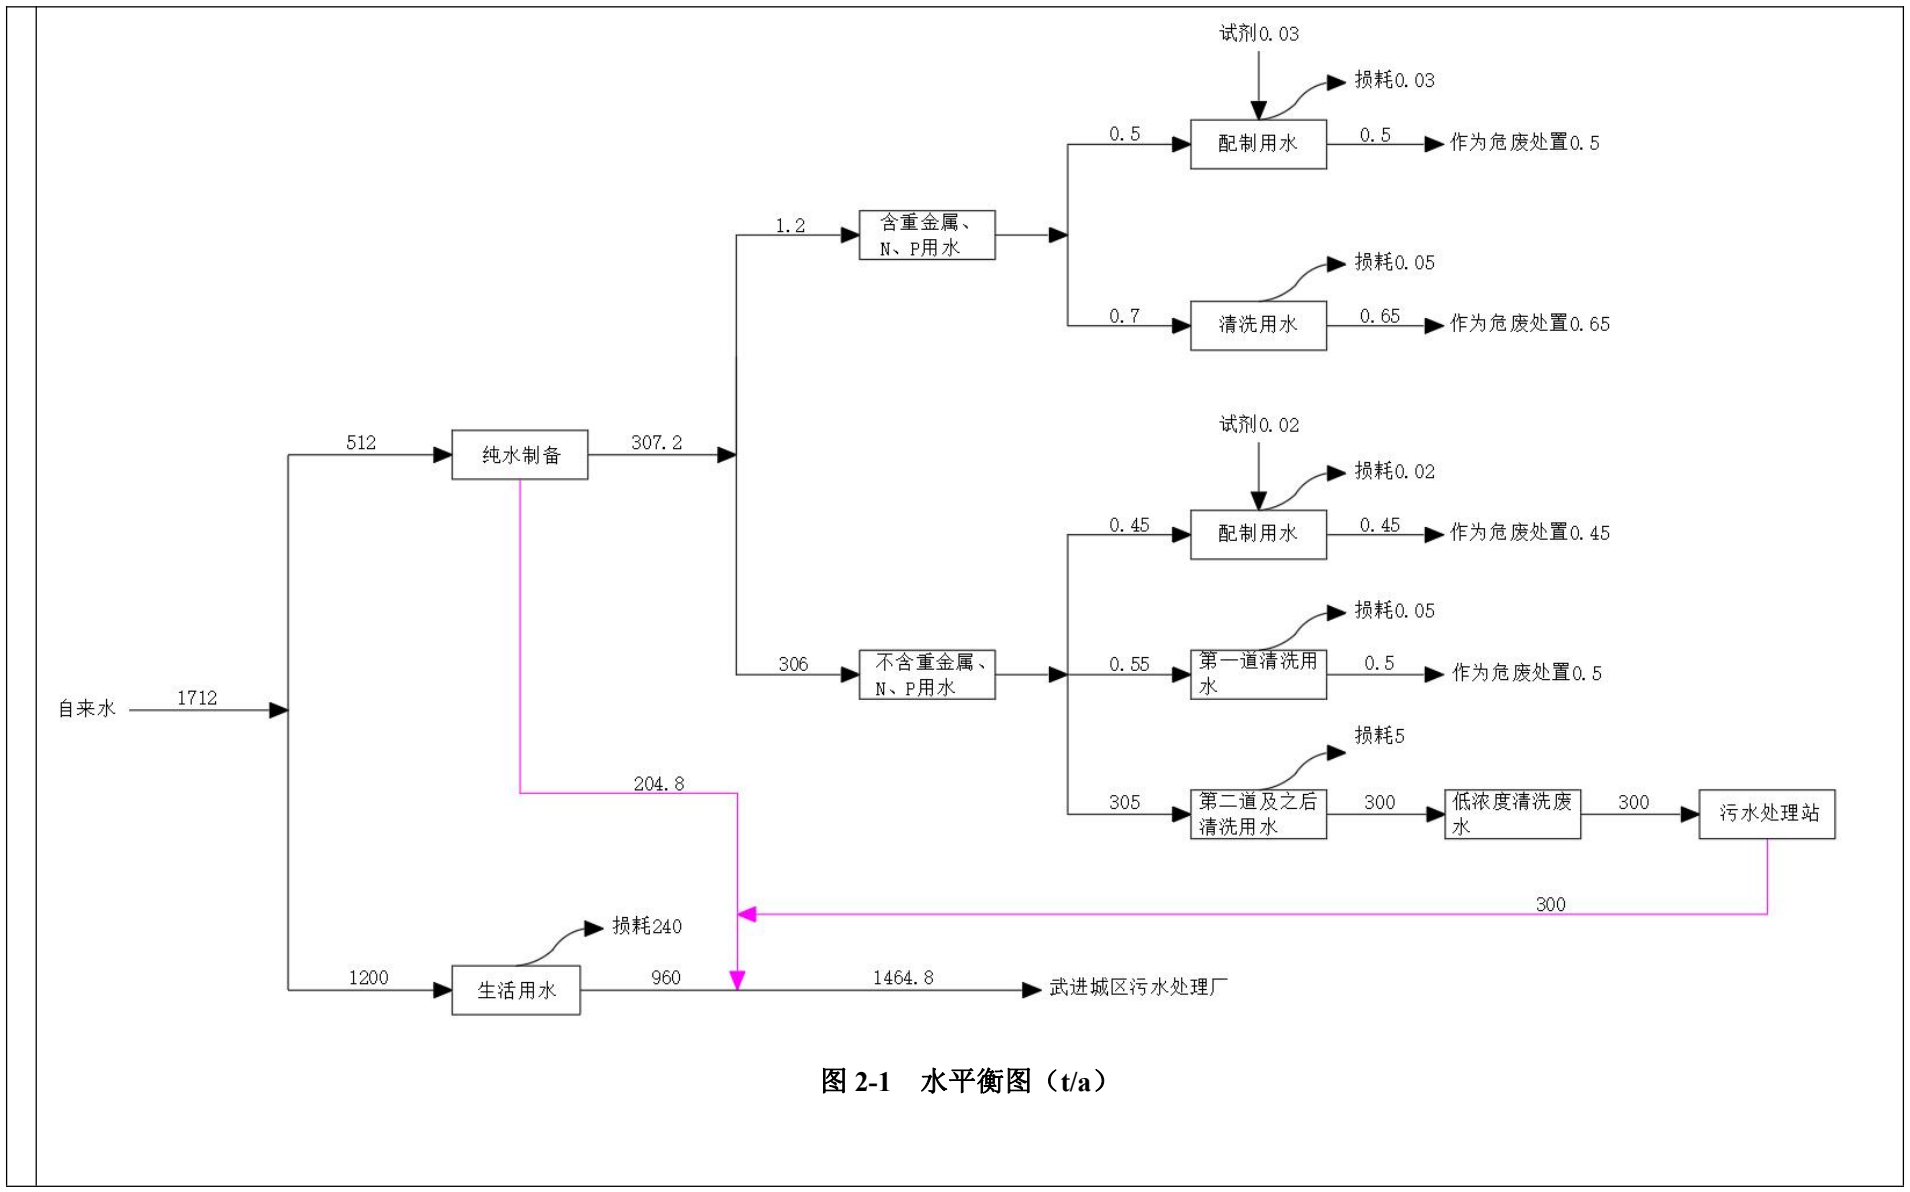 试剂0.03
损耗0.03
0.5
配制用水
0.5
作为危废处置0.5
1.2
含重金属、
N、P用水
损耗0.05
0.7
清洗用水
0.65
作为危废处置0.65
试剂0.02
512
纯水制备
307.2
损耗0.02
0.45
配制用水
0.45
作为危废处置0.45
损耗0.05
306
不含重金属、
N、P用水
0.55
第一道清洗用
水
0.5
作为危废处置0.5
自来水
1712
损耗5
204.8
305
第二道及之后
清洗用水
300
低浓度清洗废
水
300
污水处理站
300
损耗240
1200
生活用水
960
1464.8
武进城区污水处理厂
图 2-1 水平衡图（t/a）